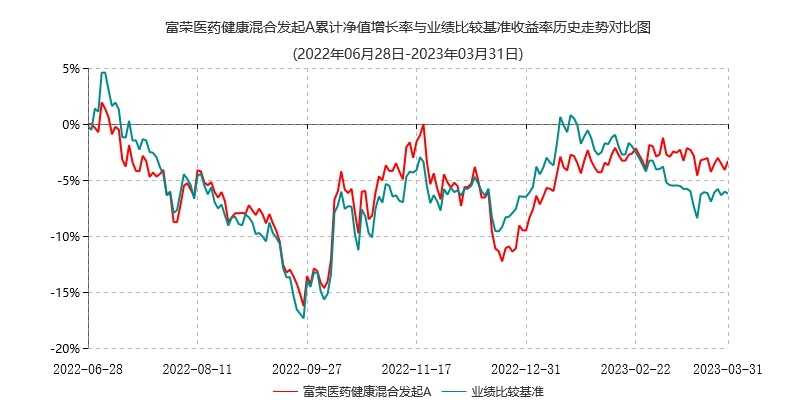 富荣医药健康混合发起A累计净值增长率与业绩比较基准收益率历史走势对比图
(2022年06月28日-2023年03月31日)
5%
0%
-5%
-10%
-15%
-20%
2022-06-28 2022-08-11 2022-09-27 2022-11-17 2022-12-31 2023-02-22 2023-03-31
富荣医药健康混合发起A 业绩比较基准